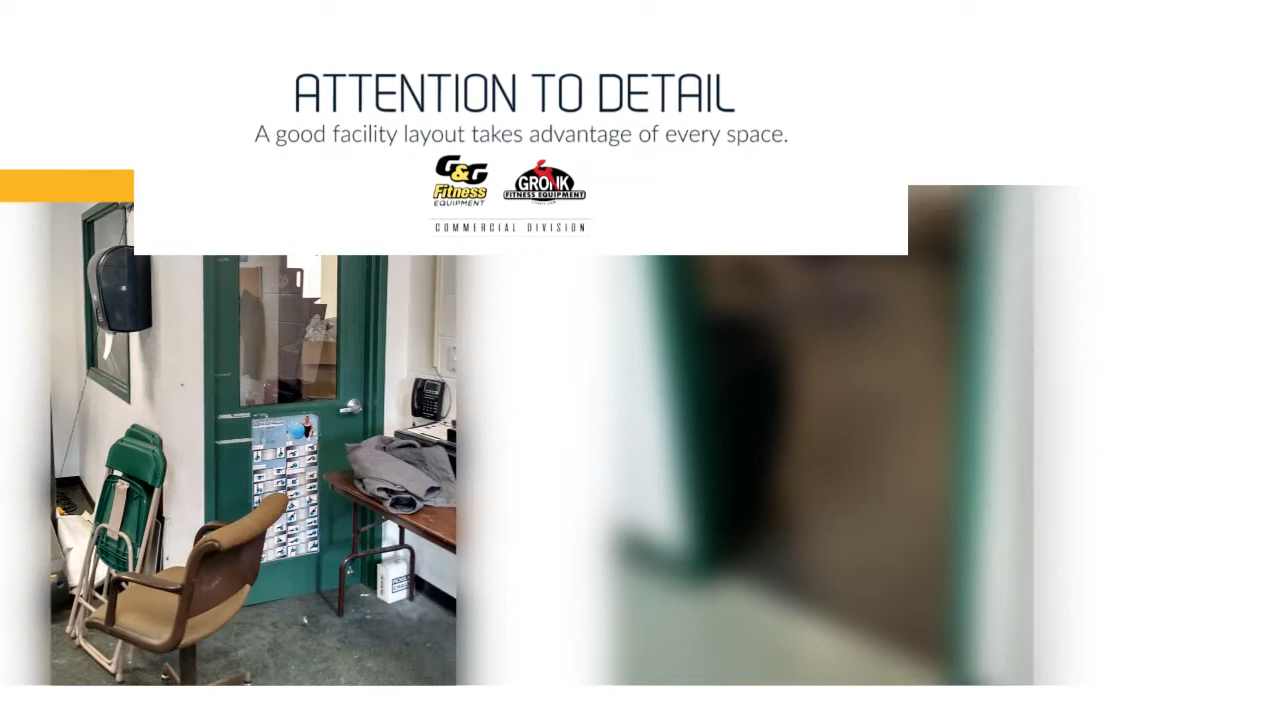 ATTENTION TO DETAIL
A good facility layout takes advantage of every space.
G&G
Fitness
EQUIPMENT
GRONK
FITNESS EQUIPMENT
COMMERCIAL DIVISION